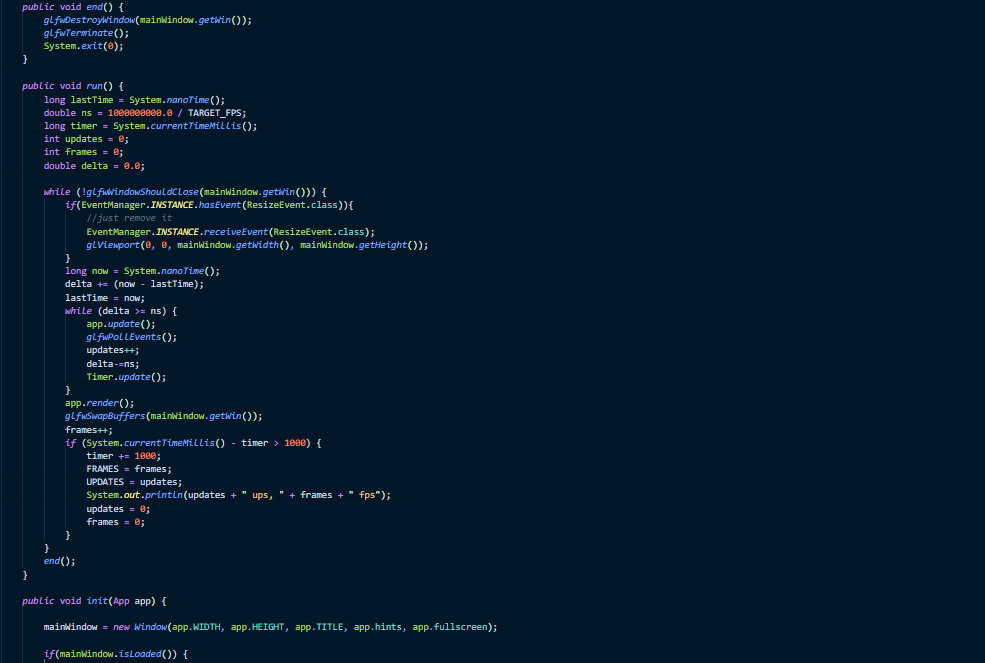 public void end() {
glfwDestroyWindow(mainWindow.getWin());
glfwTerminate();
System.exit(0);
}
public void run() {
long lastTime = System.nanoTime();
double ns = 1000000000.0 / TARGET_FPS;
long timer = System.currentTimeMillis();
int updates = 0;
int frames = 0;
double delta = 0.0;
while (!glfwWindowShouldClose(mainWindow.getWin())) {
if(EventManager.INSTANCE.hasEvent(ResizeEvent.class)){
//just remove it
EventManager.INSTANCE.receiveEvent(ResizeEvent.class);
glViewport(0, 0, mainWindow.getWidth(), mainWindow.getHeight());
}
long now = System.nanoTime();
delta += (now - lastTime);
lastTime = now;
while (delta >= ns) {
app.update();
glfwPollEvents();
updates++;
delta-=ns;
Timer.update();
}
app.render();
glfwSwapBuffers(mainWindow.getWin());
frames++;
if (System.currentTimeMillis() - timer > 1000) {
timer += 1000;
FRAMES = frames;
UPDATES = updates;
System.out.println(updates + " ups, " + frames + " fps");
updates = 0;
frames = 0;
}
}
end();
}
public void init(App app) {
mainWindow = new Window(app.WIDTH, app.HEIGHT, app.TITLE, app.hints, app.fullscreen);
if(mainWindow.isLoaded()) {